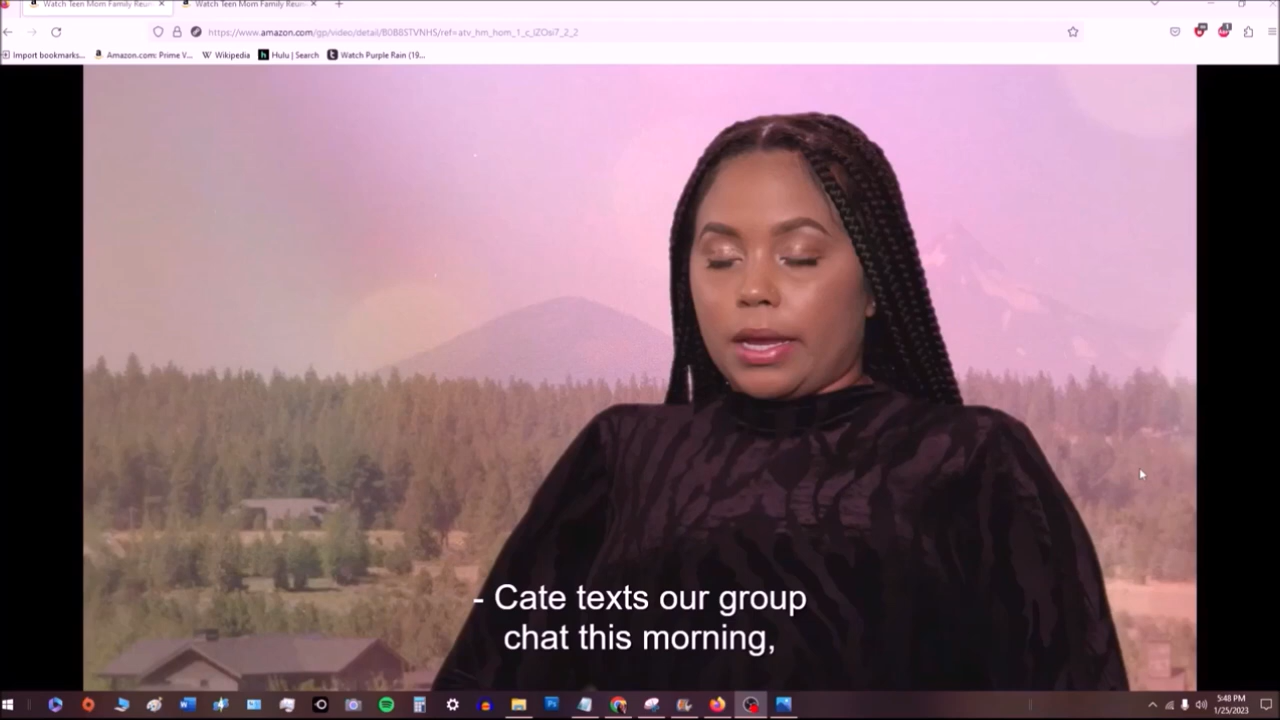 Watch Teen Mom Family Reun
Watch Teen Mom Family Reun
https://www.amazon.com/gp/video/detail/B0B8STVNHS/ref=atv_hm_hom_1_c_iZOsi7_2_2
Import bookmarks... Amazon.com: Prime V... Wikipedia Hulu | Search Watch Purple Rain (19...
- Cate texts our group
chat this morning,
5:48 PM
1/25/2023